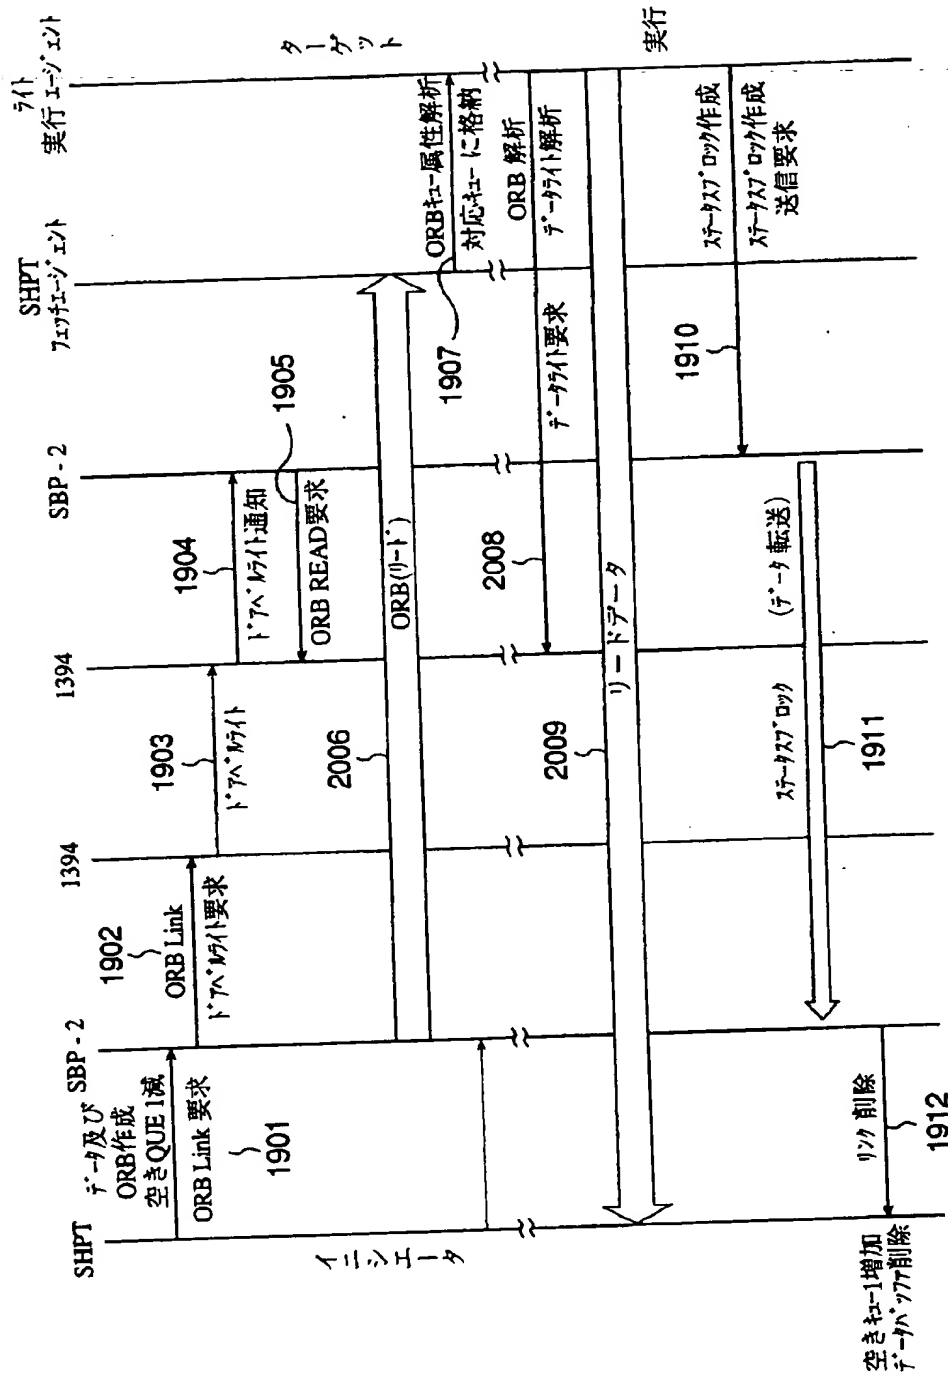 SHPT
データ及び
ORB作成
空きQUE 1減
SBP - 2
1394
1394
SBP - 2
SHPT
フェッチエージェント
ライト
実行エージェント
イニシエータ
ターゲット
ORB Link 要求
1901
1902
ORB Link
ドアベルライト要求
1903
ドアベルライト
1904
ドアベルライト通知
1905
ORB READ要求
2006
ORB(リード)
1907
ORBキュー属性解析
対応キューに格納
ORB 解析
データライト解析
2008
データライト要求
2009
リードデータ
実行
1910
ステータスブロック作成
ステータスブロック作成
送信要求
ステータスブロック
(データ転送)
1911
リンク削除
1912
空きキュー1増加
データバッファ削除